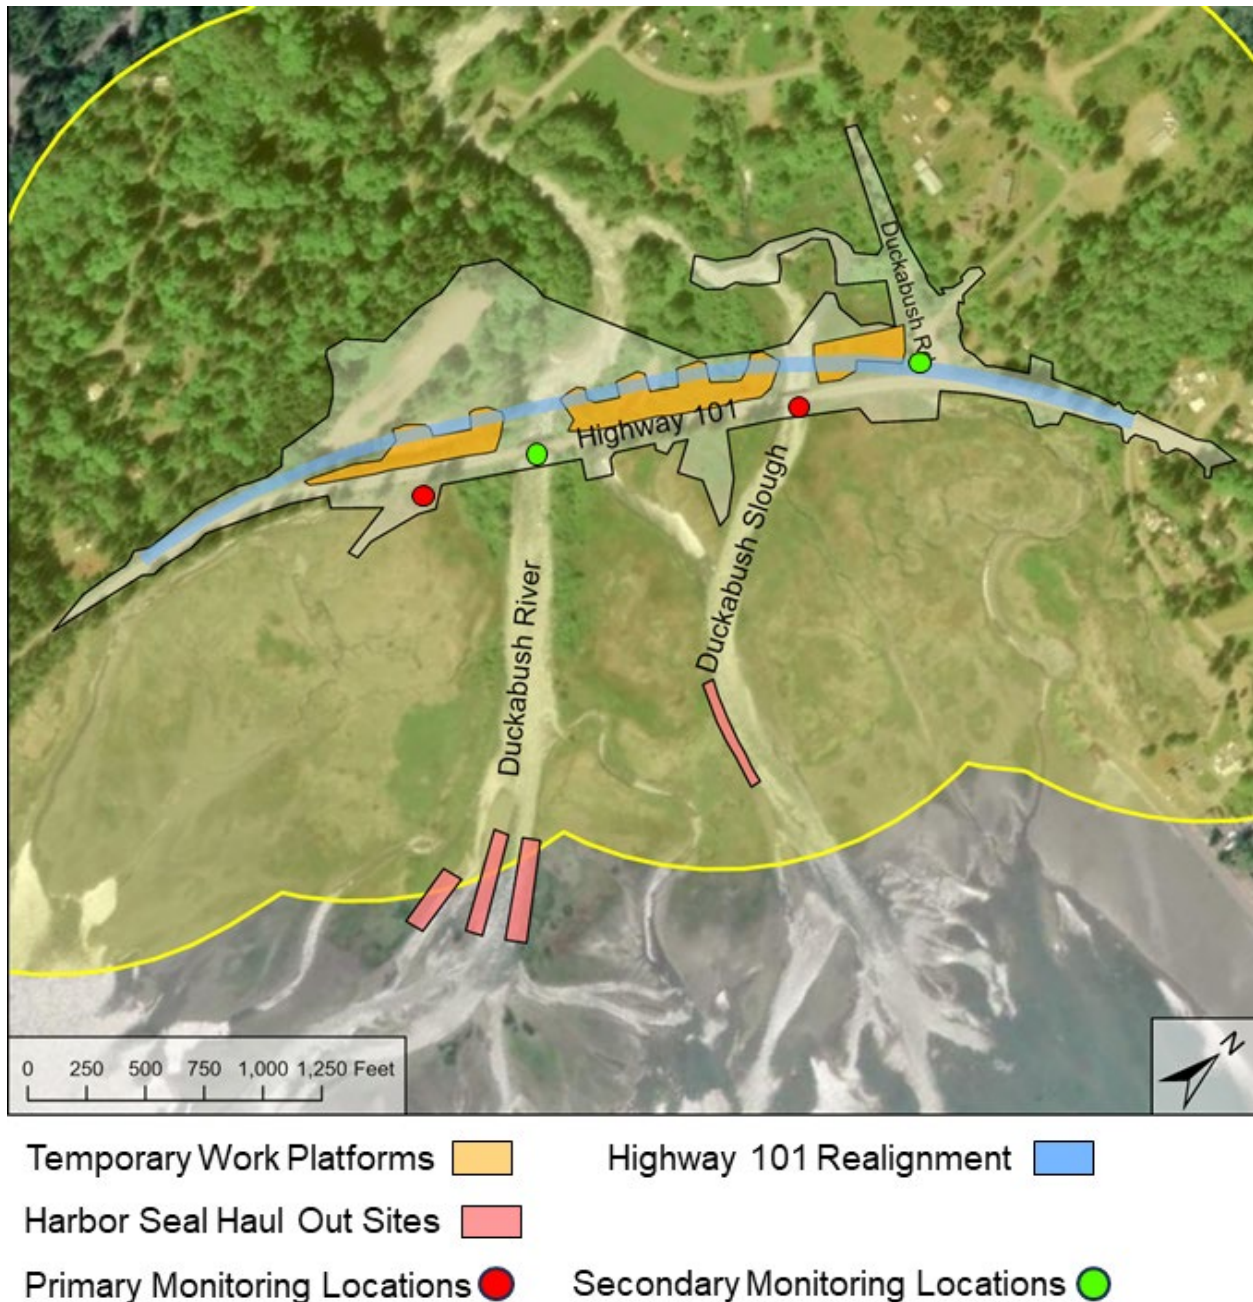 Duckabush Rd
Highway 101
Duckabush Slough
Duckabush River
0 250 500 750 1,000 1,250 Feet
N
Temporary Work Platforms
Highway 101 Realignment
Harbor Seal Haul Out Sites
Primary Monitoring Locations
Secondary Monitoring Locations